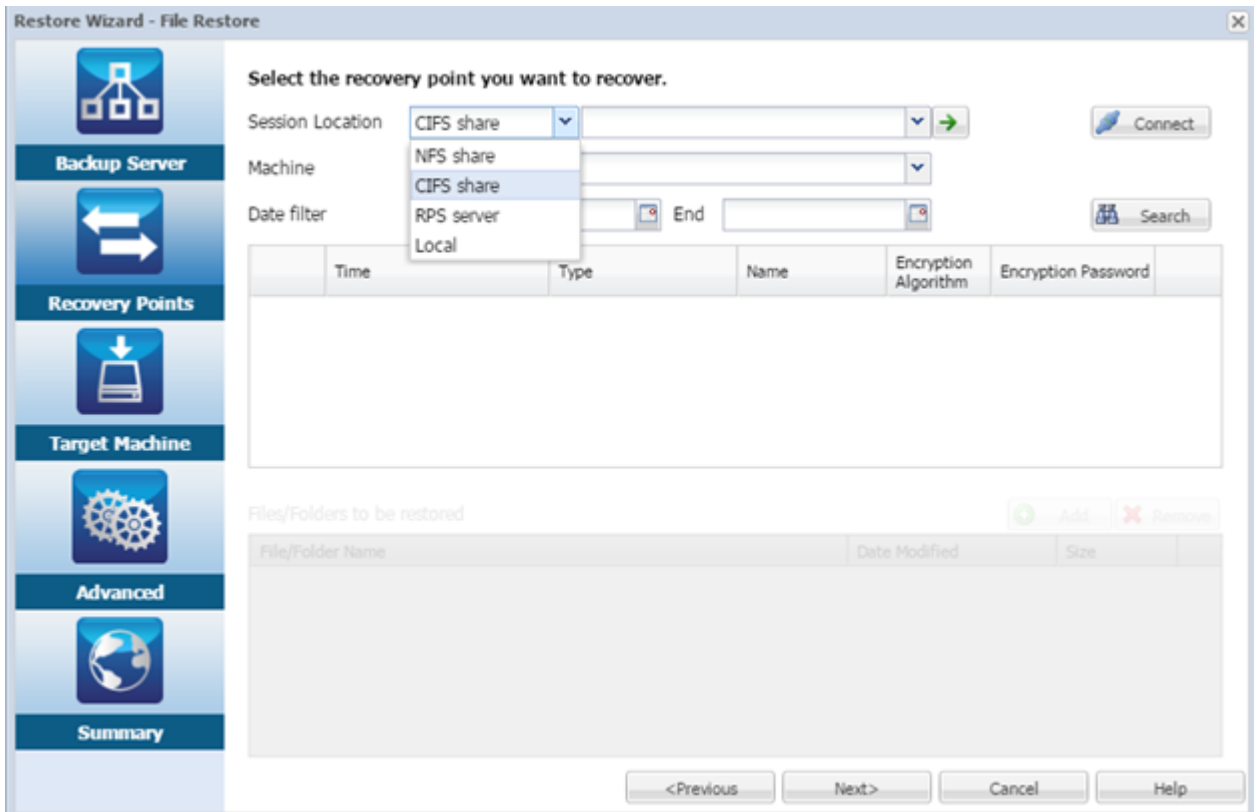 Restore Wizard - File Restore
Backup Server
Recovery Points
Target Machine
Advanced
Summary
Select the recovery point you want to recover.
Session Location CIFS share Connect
NFS share
Machine
CIFS share
Date filter RPS server End Search
Local
Time Type Name Encryption Algorithm Encryption Password
Files/Folders to be restored Add Remove
File/Folder Name Date Modified Size
<Previous Next> Cancel Help